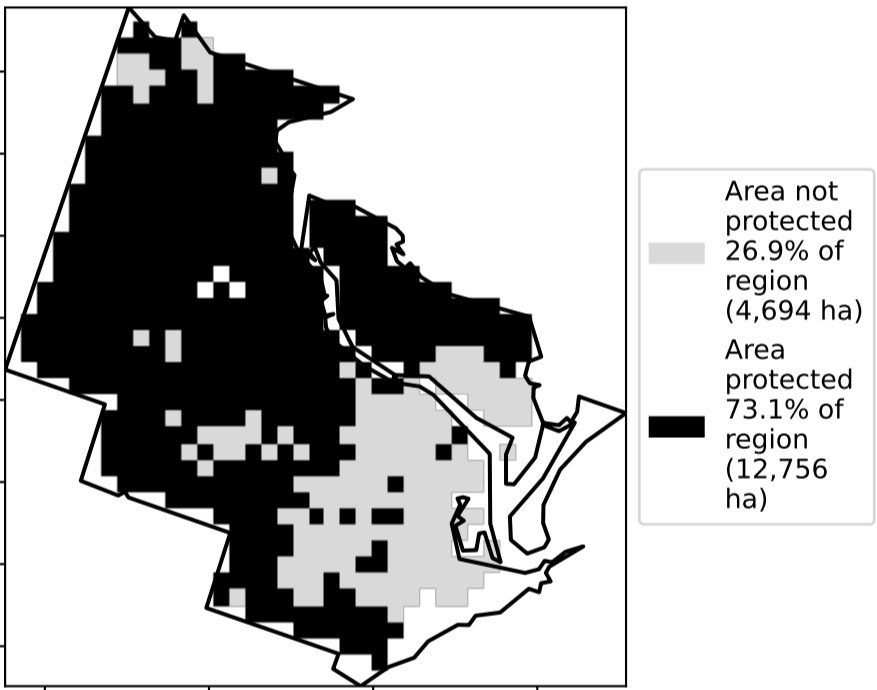 Area not
protected
26.9% of
region
(4,694 ha)
Area
protected
73.1% of
region
(12,756
ha)